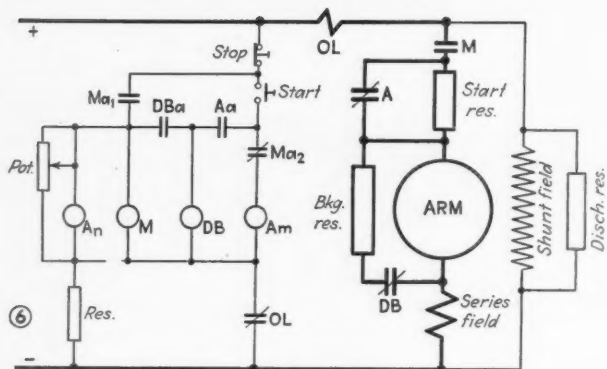 +
OL
Stop
M
Ma1
Start
A
Start
res.
DBa
Aa
Ma2
Pot.
Bkg.
res.
ARM
Shunt field
Disch. res.
An
M
DB
Am
DB
Series
field
6
Res.
OL
-